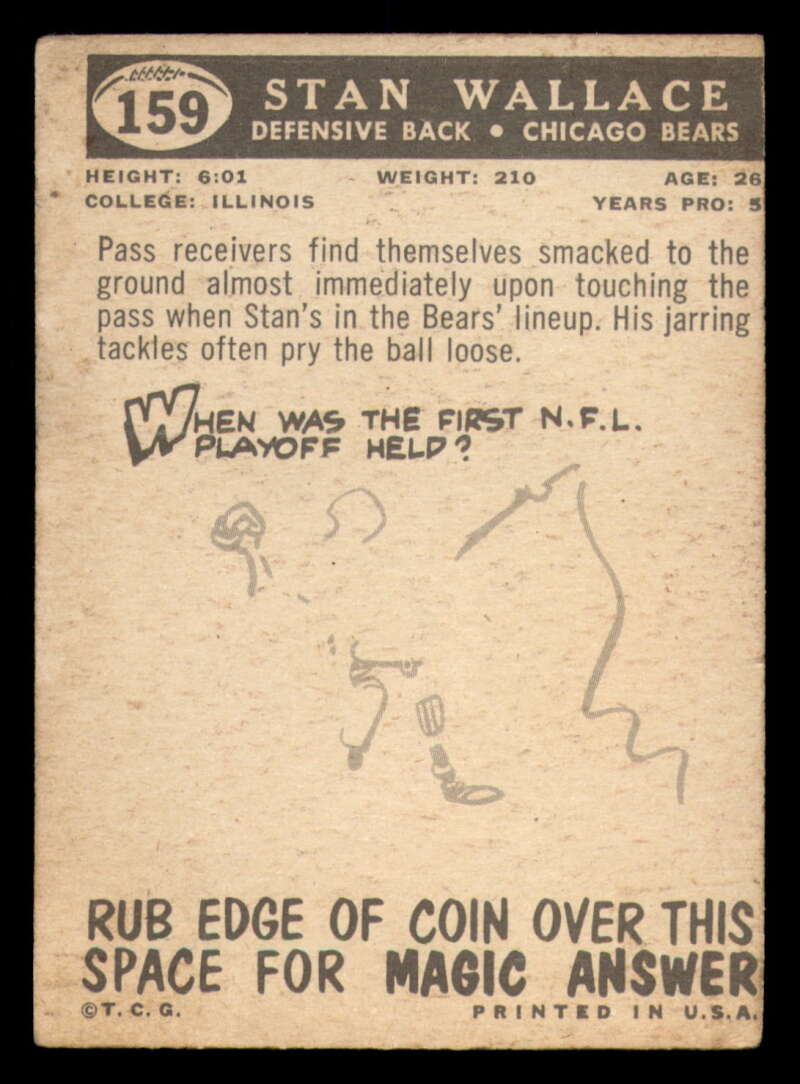 159
STAN WALLACE
DEFENSIVE BACK • CHICAGO BEARS
HEIGHT: 6:01 WEIGHT: 210 AGE: 26
COLLEGE: ILLINOIS YEARS PRO: 5
Pass receivers find themselves smacked to the
ground almost immediately upon touching the
pass when Stan's in the Bears' lineup. His jarring
tackles often pry the ball loose.
WHEN WAS THE FIRST N.F.L.
PLAYOFF HELD?
RUB EDGE OF COIN OVER THIS
SPACE FOR MAGIC ANSWER
©T.C.G. PRINTED IN U.S.A.